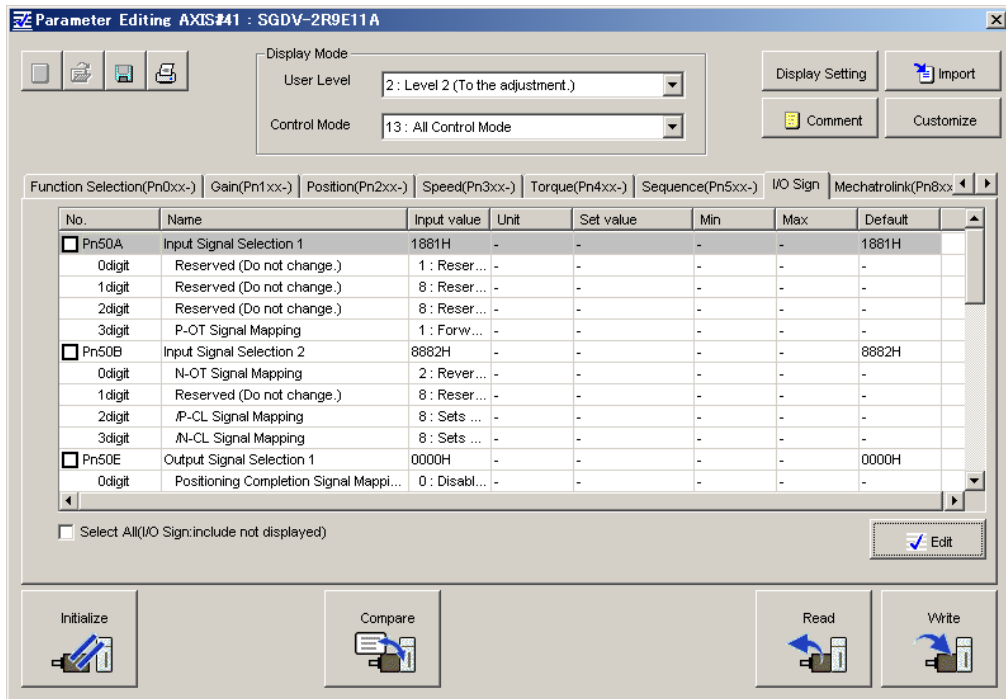 Parameter Editing AXIS#41 : SGDV-2R9E11A
Display Mode
User Level 2 : Level 2 (To the adjustment.)
Control Mode 13 : All Control Mode
Display Setting Import
Comment Customize
Function Selection(Pn0xx-) Gain(Pn1xx-) Position(Pn2xx-) Speed(Pn3xx-) Torque(Pn4xx-) Sequence(Pn5xx-) I/O Sign Mechatrolink(Pn8xx
No. Name Input value Unit Set value Min Max Default
Pn50A Input Signal Selection 1 1881H - - - - 1881H
0digit Reserved (Do not change.) 1 : Reser... - - - - -
1digit Reserved (Do not change.) 8 : Reser... - - - - -
2digit Reserved (Do not change.) 8 : Reser... - - - - -
3digit P-OT Signal Mapping 1 : Forw... - - - - -
Pn50B Input Signal Selection 2 8882H - - - - 8882H
0digit N-OT Signal Mapping 2 : Rever... - - - - -
1digit Reserved (Do not change.) 8 : Reser... - - - - -
2digit /P-CL Signal Mapping 8 : Sets ... - - - - -
3digit /N-CL Signal Mapping 8 : Sets ... - - - - -
Pn50E Output Signal Selection 1 0000H - - - - 0000H
0digit Positioning Completion Signal Mappi... 0 : Disabl... - - - - -
Select All(I/O Sign:include not displayed)
Edit
Initialize Compare Read Write